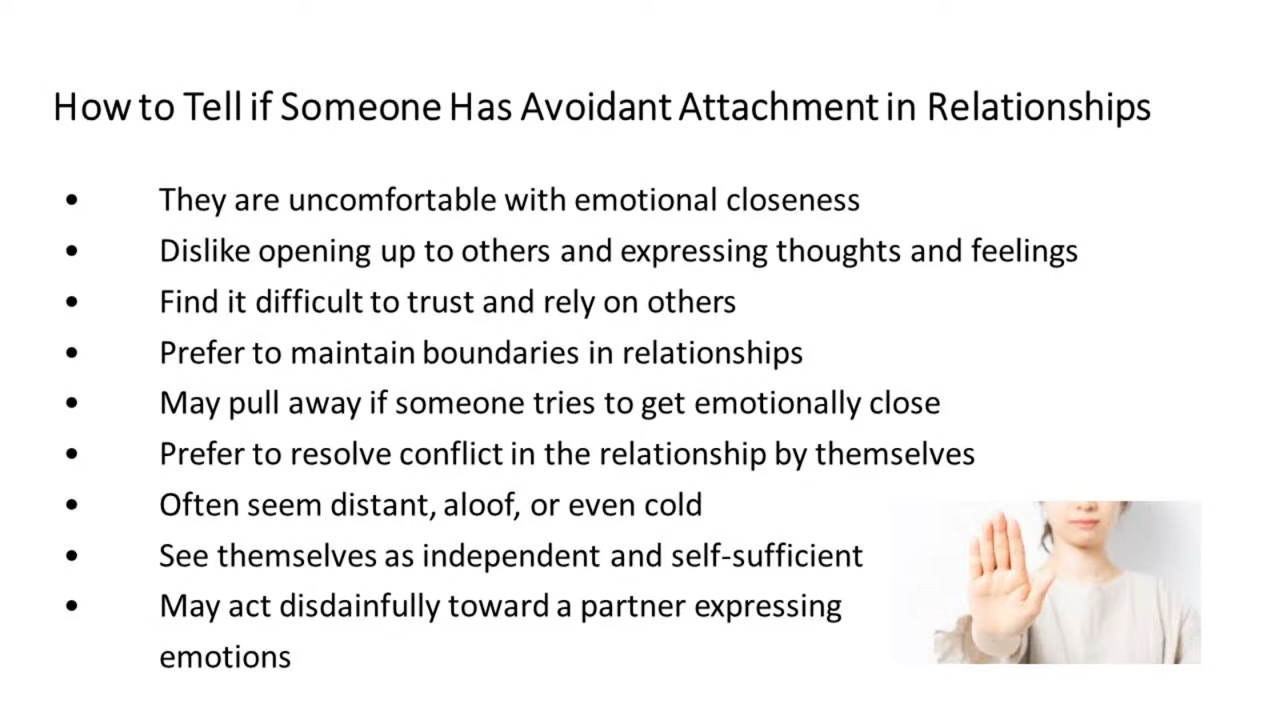 How to Tell if Someone Has Avoidant Attachment in Relationships
• They are uncomfortable with emotional closeness
• Dislike opening up to others and expressing thoughts and feelings
• Find it difficult to trust and rely on others
• Prefer to maintain boundaries in relationships
• May pull away if someone tries to get emotionally close
• Prefer to resolve conflict in the relationship by themselves
• Often seem distant, aloof, or even cold
• See themselves as independent and self-sufficient
• May act disdainfully toward a partner expressing
emotions